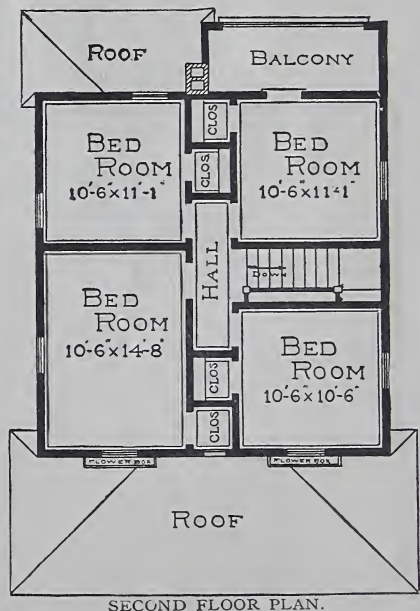 ROOF
BALCONY
CLOS.
BED
ROOM
10'-6"x11'-1"
CLOS.
BED
ROOM
10'-6"x11'-1"
HALL
DOWN
BED
ROOM
10'-6"x14'-8"
BED
ROOM
10'-6"x10'-6"
CLOS.
CLOS.
FLOWER BOX
FLOWER BOX
ROOF
SECOND FLOOR PLAN.